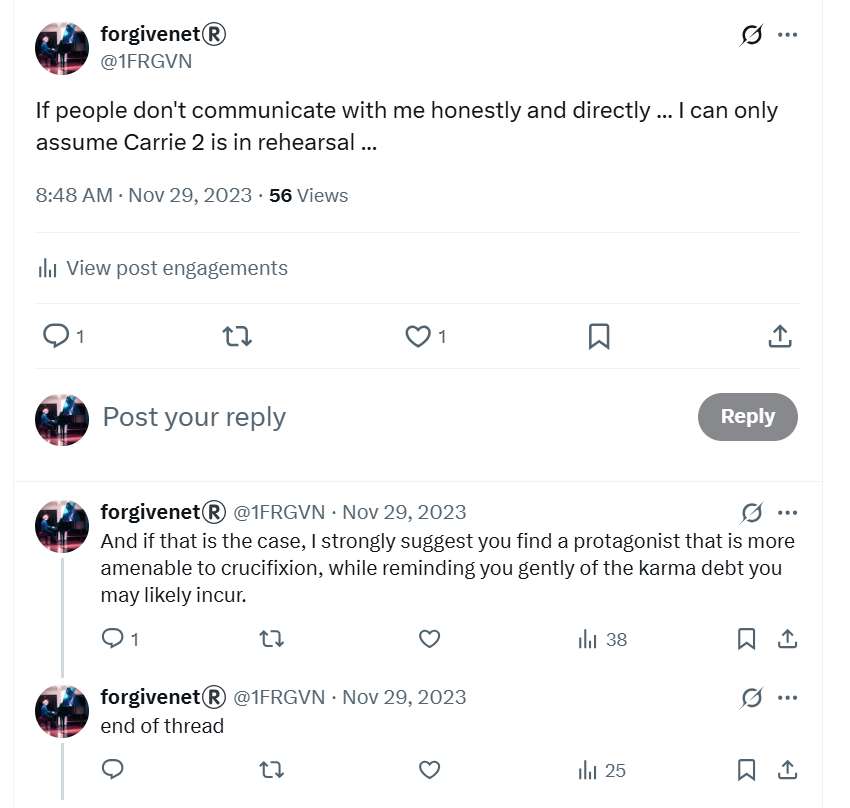 forgivenet®
@1FRGVN
If people don't communicate with me honestly and directly ... I can only
assume Carrie 2 is in rehearsal ...
8:48 AM · Nov 29, 2023 · 56 Views
View post engagements
1
1
Post your reply
Reply
forgivenet® @1FRGVN · Nov 29, 2023
And if that is the case, I strongly suggest you find a protagonist that is more
amenable to crucifixion, while reminding you gently of the karma debt you
may likely incur.
1
38
forgivenet® @1FRGVN · Nov 29, 2023
end of thread
25